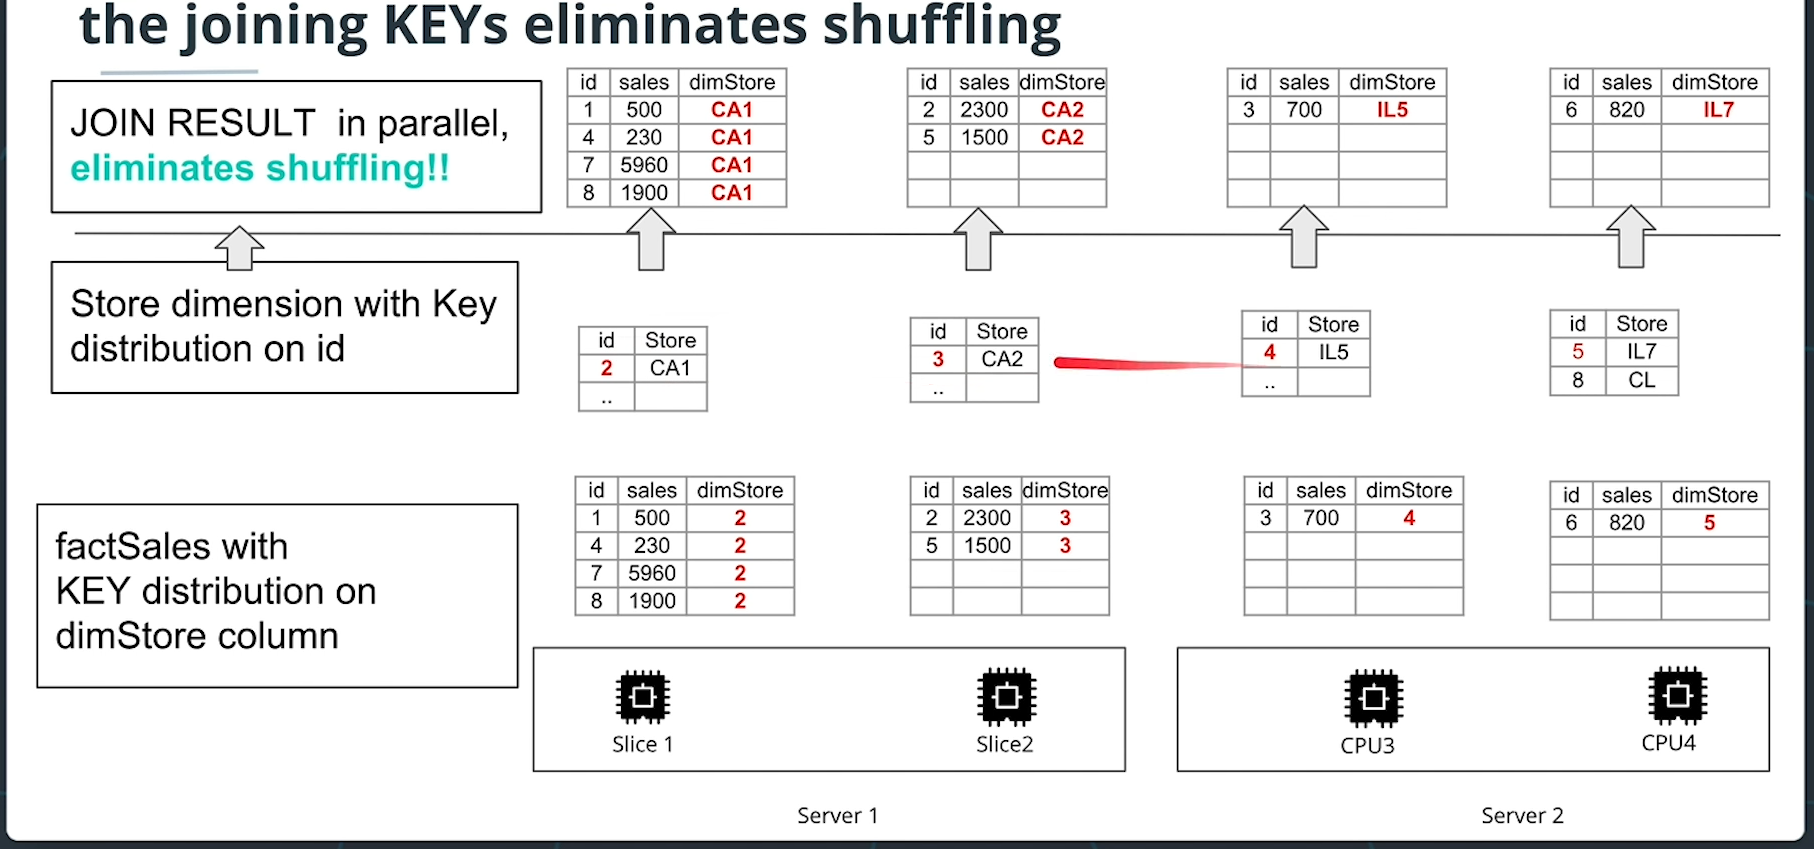 the joining KEYs eliminates shuffling
JOIN RESULT in parallel,
eliminates shuffling!!
id sales dimStore
1 500 CA1
4 230 CA1
7 5960 CA1
8 1900 CA1
id sales dimStore
2 2300 CA2
5 1500 CA2
id sales dimStore
3 700 IL5
id sales dimStore
6 820 IL7
Store dimension with Key
distribution on id
id Store
2 CA1
..
id Store
3 CA2
..
id Store
4 IL5
..
id Store
5 IL7
8 CL
factSales with
KEY distribution on
dimStore column
id sales dimStore
1 500 2
4 230 2
7 5960 2
8 1900 2
id sales dimStore
2 2300 3
5 1500 3
id sales dimStore
3 700 4
id sales dimStore
6 820 5
Slice 1
Slice2
CPU3
CPU4
Server 1
Server 2